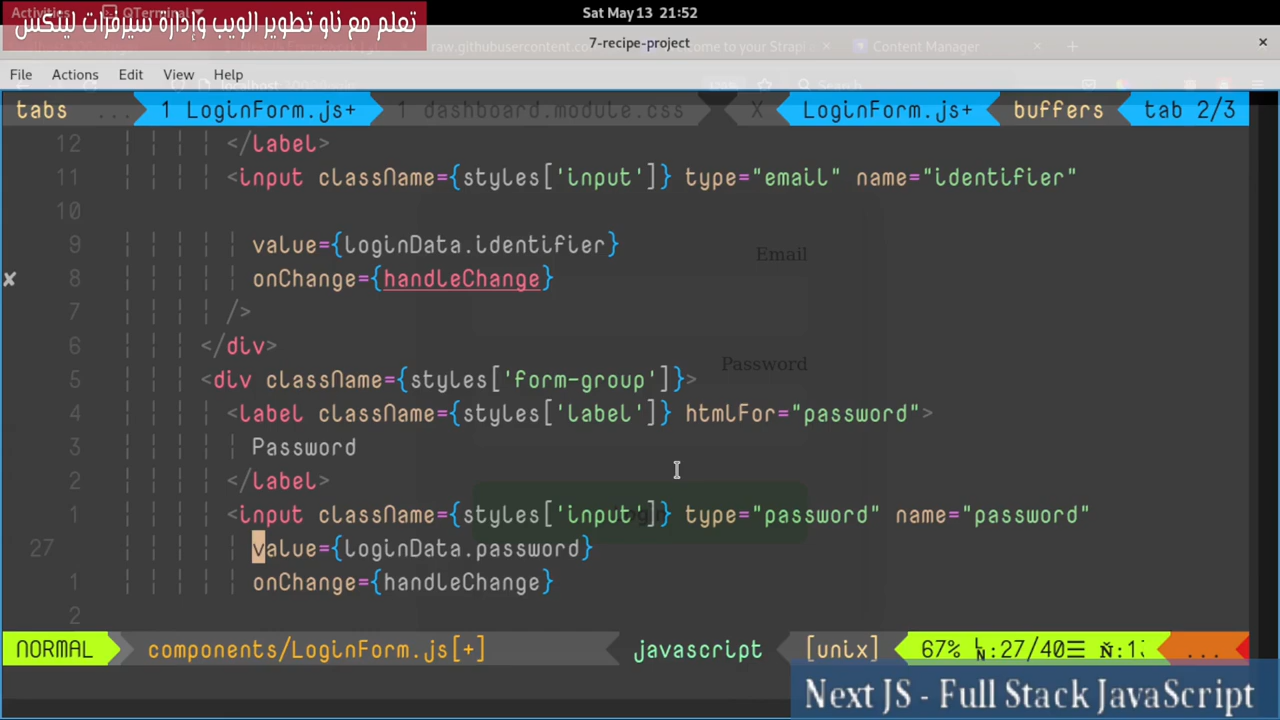 Activities QTerminal Sat May 13 21:52
تعلم مع ناو تطوير الويب وإدارة سيرفرات لينكس
7-recipe-project
File Actions Edit View Help
tabs ... 1 LoginForm.js+ 1 dashboard.module.css X LoginForm.js+ buffers tab 2/3
12 </label>
11 <input className={styles['input']} type="email" name="identifier"
10
9 value={loginData.identifier}
✘ 8 onChange={handleChange}
7 />
6 </div>
5 <div className={styles['form-group']}>
4 <label className={styles['label']} htmlFor="password">
3 Password
2 </label>
1 <input className={styles['input']} type="password" name="password"
27 value={loginData.password}
1 onChange={handleChange}
2
Email
Password
NORMAL components/LoginForm.js[+] javascript [unix] 67% ㏑:27/40☰ ...
Next JS - Full Stack JavaScript